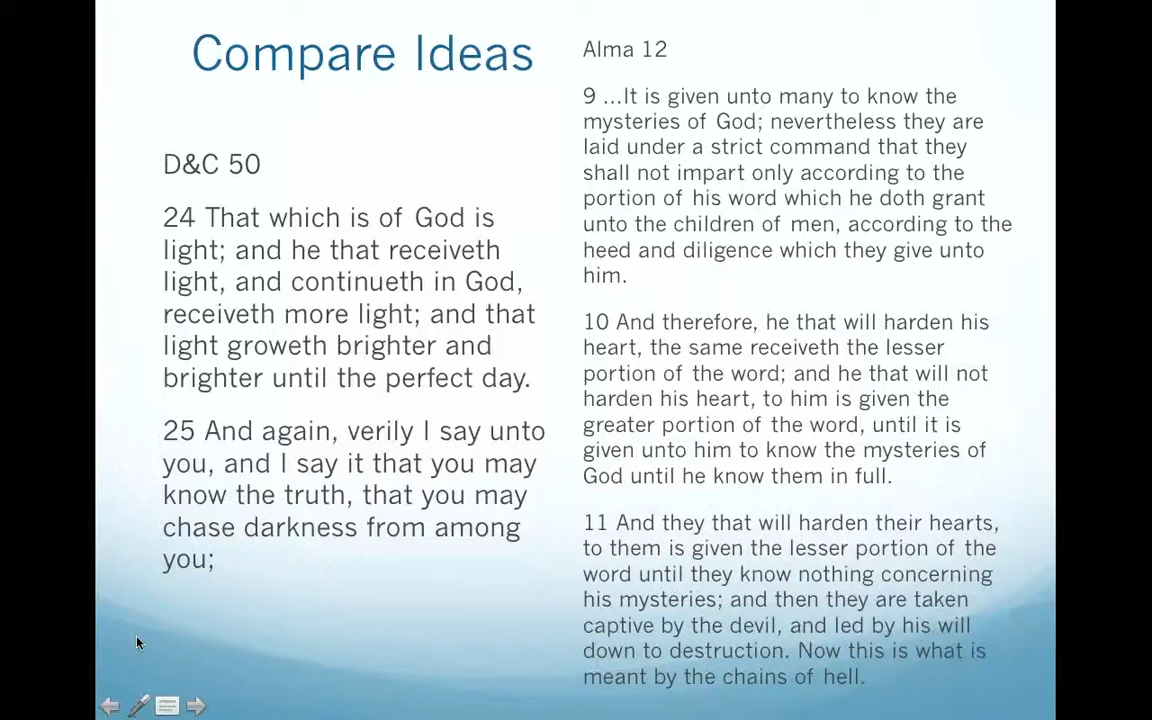 Compare Ideas
D&C 50
24 That which is of God is
light; and he that receiveth
light, and continueth in God,
receiveth more light; and that
light groweth brighter and
brighter until the perfect day.
25 And again, verily I say unto
you, and I say it that you may
know the truth, that you may
chase darkness from among
you;
Alma 12
9 ...It is given unto many to know the
mysteries of God; nevertheless they are
laid under a strict command that they
shall not impart only according to the
portion of his word which he doth grant
unto the children of men, according to the
heed and diligence which they give unto
him.
10 And therefore, he that will harden his
heart, the same receiveth the lesser
portion of the word; and he that will not
harden his heart, to him is given the
greater portion of the word, until it is
given unto him to know the mysteries of
God until he know them in full.
11 And they that will harden their hearts,
to them is given the lesser portion of the
word until they know nothing concerning
his mysteries; and then they are taken
captive by the devil, and led by his will
down to destruction. Now this is what is
meant by the chains of hell.